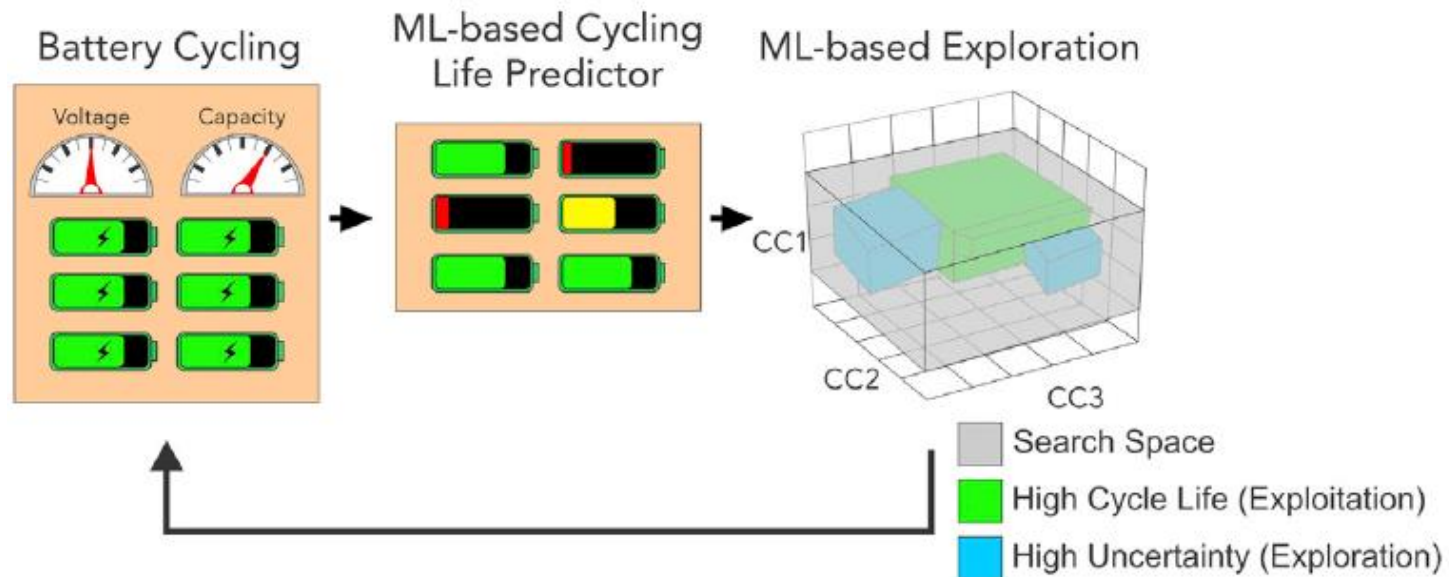 Battery Cycling
Voltage
Capacity
ML-based Cycling
Life Predictor
ML-based Exploration
CC1
CC2
CC3
Search Space
High Cycle Life (Exploitation)
High Uncertainty (Exploration)